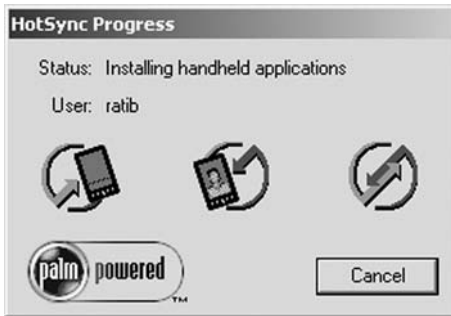 HotSync Progress
Status: Installing handheld applications
User: ratib
palm powered
TM
Cancel